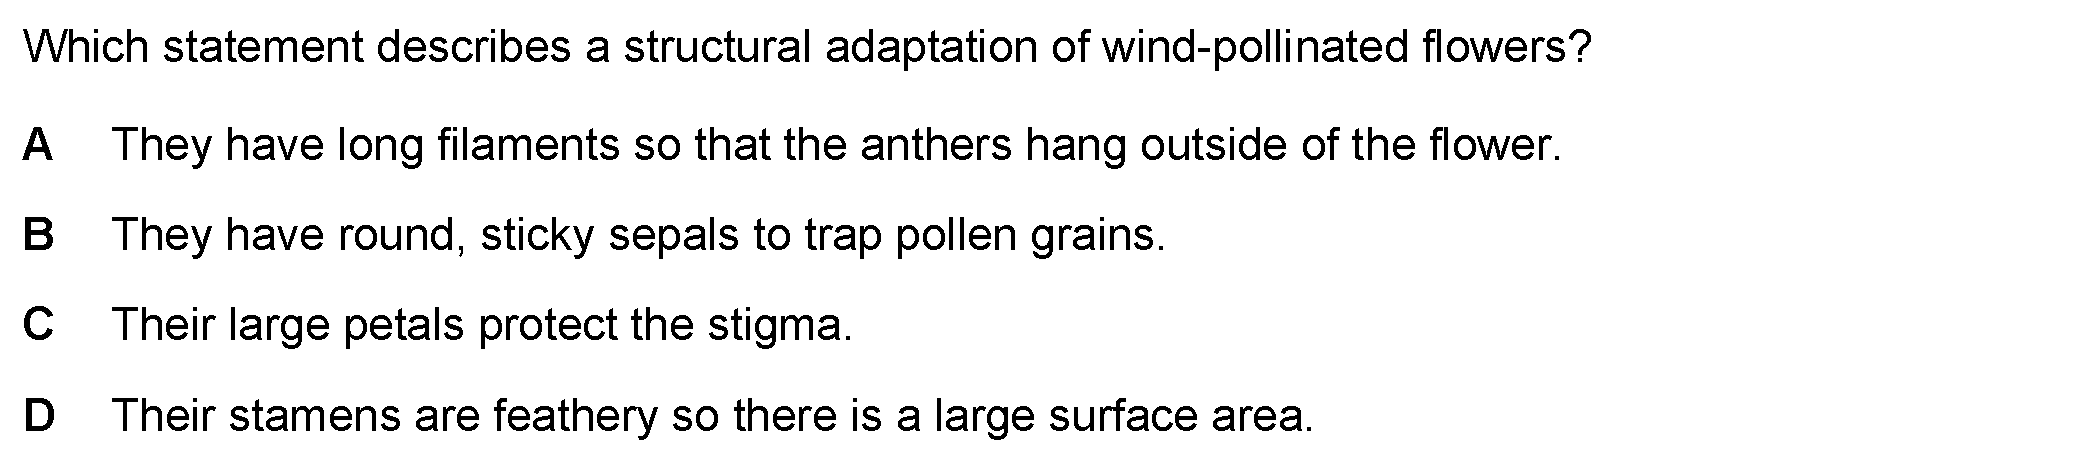 Which statement describes a structural adaptation of wind-pollinated flowers?
A They have long filaments so that the anthers hang outside of the flower.
B They have round, sticky sepals to trap pollen grains.
C Their large petals protect the stigma.
D Their stamens are feathery so there is a large surface area.